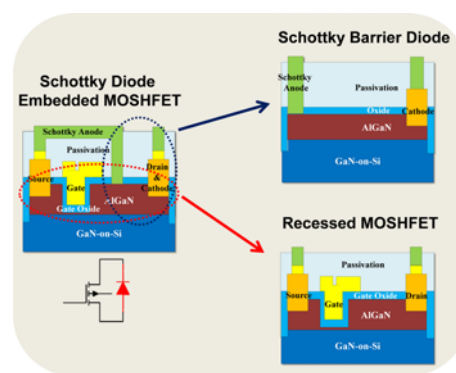 Schottky Diode
Embedded MOSHFET
Schottky Anode
Passivation
Source
Gate
Drain
&
Cathode
AlGaN
Gate Oxide
GaN-on-Si
Schottky Barrier Diode
Schottky
Anode
Passivation
Oxide
Cathode
AlGaN
GaN-on-Si
Recessed MOSHFET
Passivation
Source
Gate
Gate Oxide
Drain
AlGaN
GaN-on-Si